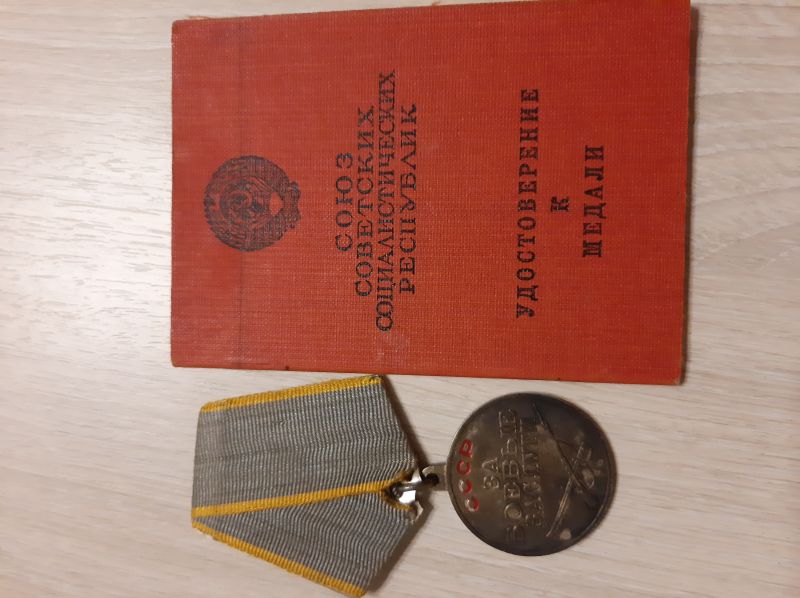 СОЮЗ
СОВЕТСКИХ
СОЦИАЛИСТИЧЕСКИХ
РЕСПУБЛИК
УДОСТОВЕРЕНИЕ
К
МЕДАЛИ
СССР
ЗА
БОЕВЫЕ
ЗАСЛУГИ